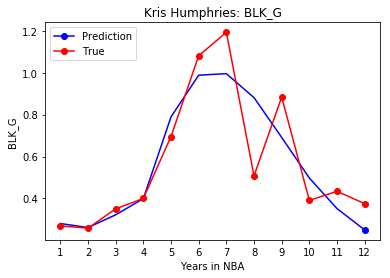 Kris Humphries: BLK_G
Prediction
True
BLK_G
1.2
1.0
0.8
0.6
0.4
1 2 3 4 5 6 7 8 9 10 11 12
Years in NBA